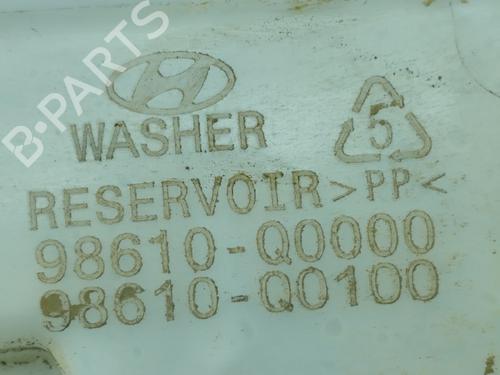 B-PARTS
WASHER
5
RESERVOIR >PP<
98610-Q0000
98610-Q0100